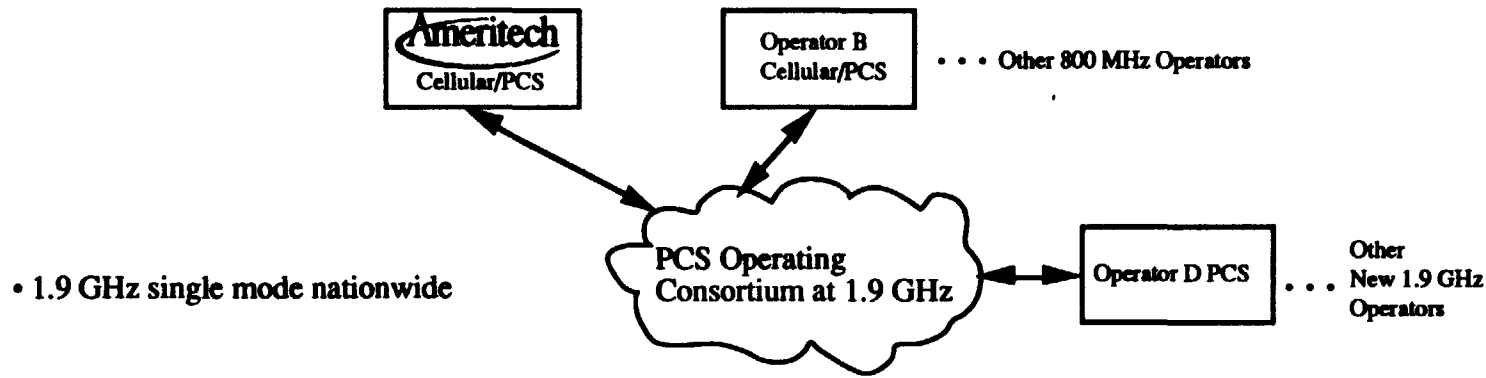 Ameritech
Cellular/PCS
Operator B
Cellular/PCS
• • • Other 800 MHz Operators
PCS Operating
Consortium at 1.9 GHz
• 1.9 GHz single mode nationwide
Operator D PCS
• • •
Other
New 1.9 GHz
Operators